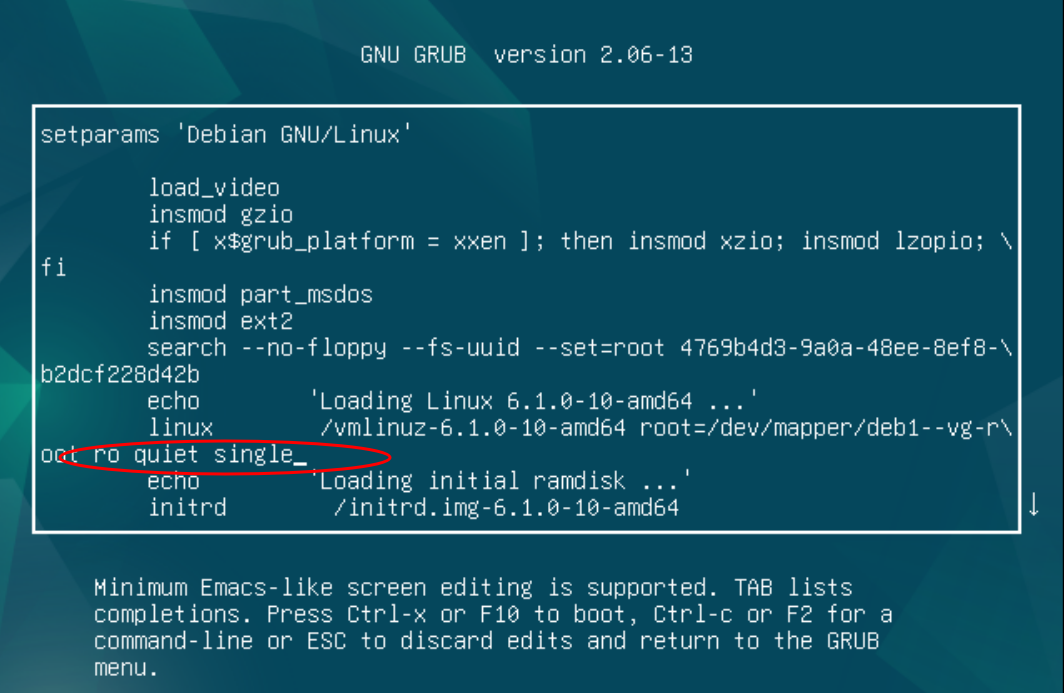 GNU GRUB  version 2.06-13
setparams 'Debian GNU/Linux'
load_video
insmod gzio
if [ x$grub_platform = xxen ]; then insmod xzio; insmod lzopio; \
fi
insmod part_msdos
insmod ext2
search --no-floppy --fs-uuid --set=root 4769b4d3-9a0a-48ee-8ef8-\
b2dcf228d42b
echo        'Loading Linux 6.1.0-10-amd64 ...'
linux        /vmlinuz-6.1.0-10-amd64 root=/dev/mapper/deb1--vg-r\
oot ro quiet single_
echo        'Loading initial ramdisk ...'
initrd        /initrd.img-6.1.0-10-amd64
↓
Minimum Emacs-like screen editing is supported. TAB lists
completions. Press Ctrl-x or F10 to boot, Ctrl-c or F2 for a
command-line or ESC to discard edits and return to the GRUB
menu.